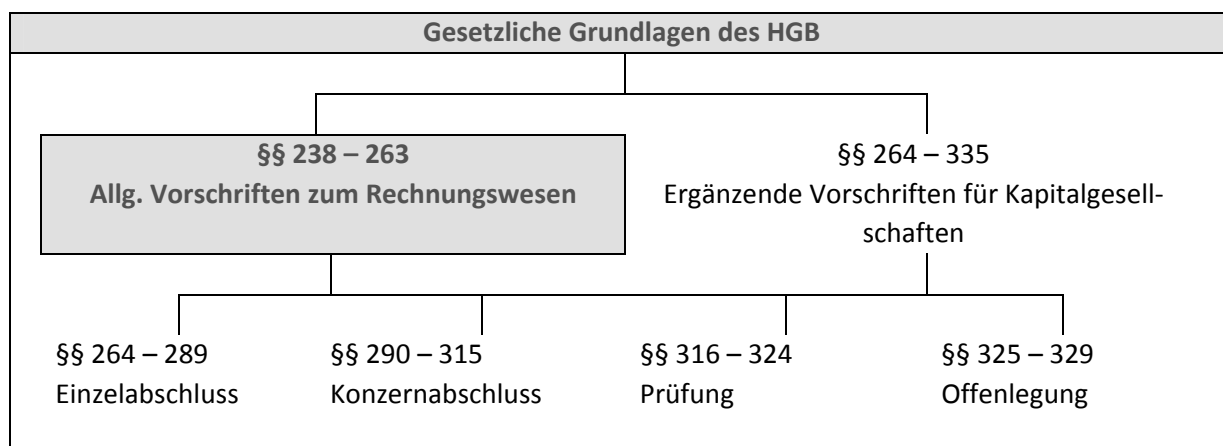 Gesetzliche Grundlagen des HGB
§§ 238 – 263
Allg. Vorschriften zum Rechnungswesen
§§ 264 – 335
Ergänzende Vorschriften für Kapitalgesell-
schaften
§§ 264 – 289
Einzelabschluss
§§ 290 – 315
Konzernabschluss
§§ 316 – 324
Prüfung
§§ 325 – 329
Offenlegung